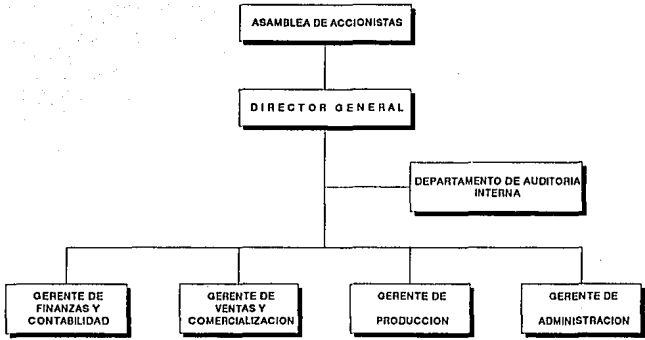 ASAMBLEA DE ACCIONISTAS
DIRECTOR GENERAL
DEPARTAMENTO DE AUDITORIA
INTERNA
GERENTE DE
FINANZAS Y
CONTABILIDAD
GERENTE DE
VENTAS Y
COMERCIALIZACION
GERENTE DE
PRODUCCION
GERENTE DE
ADMINISTRACION